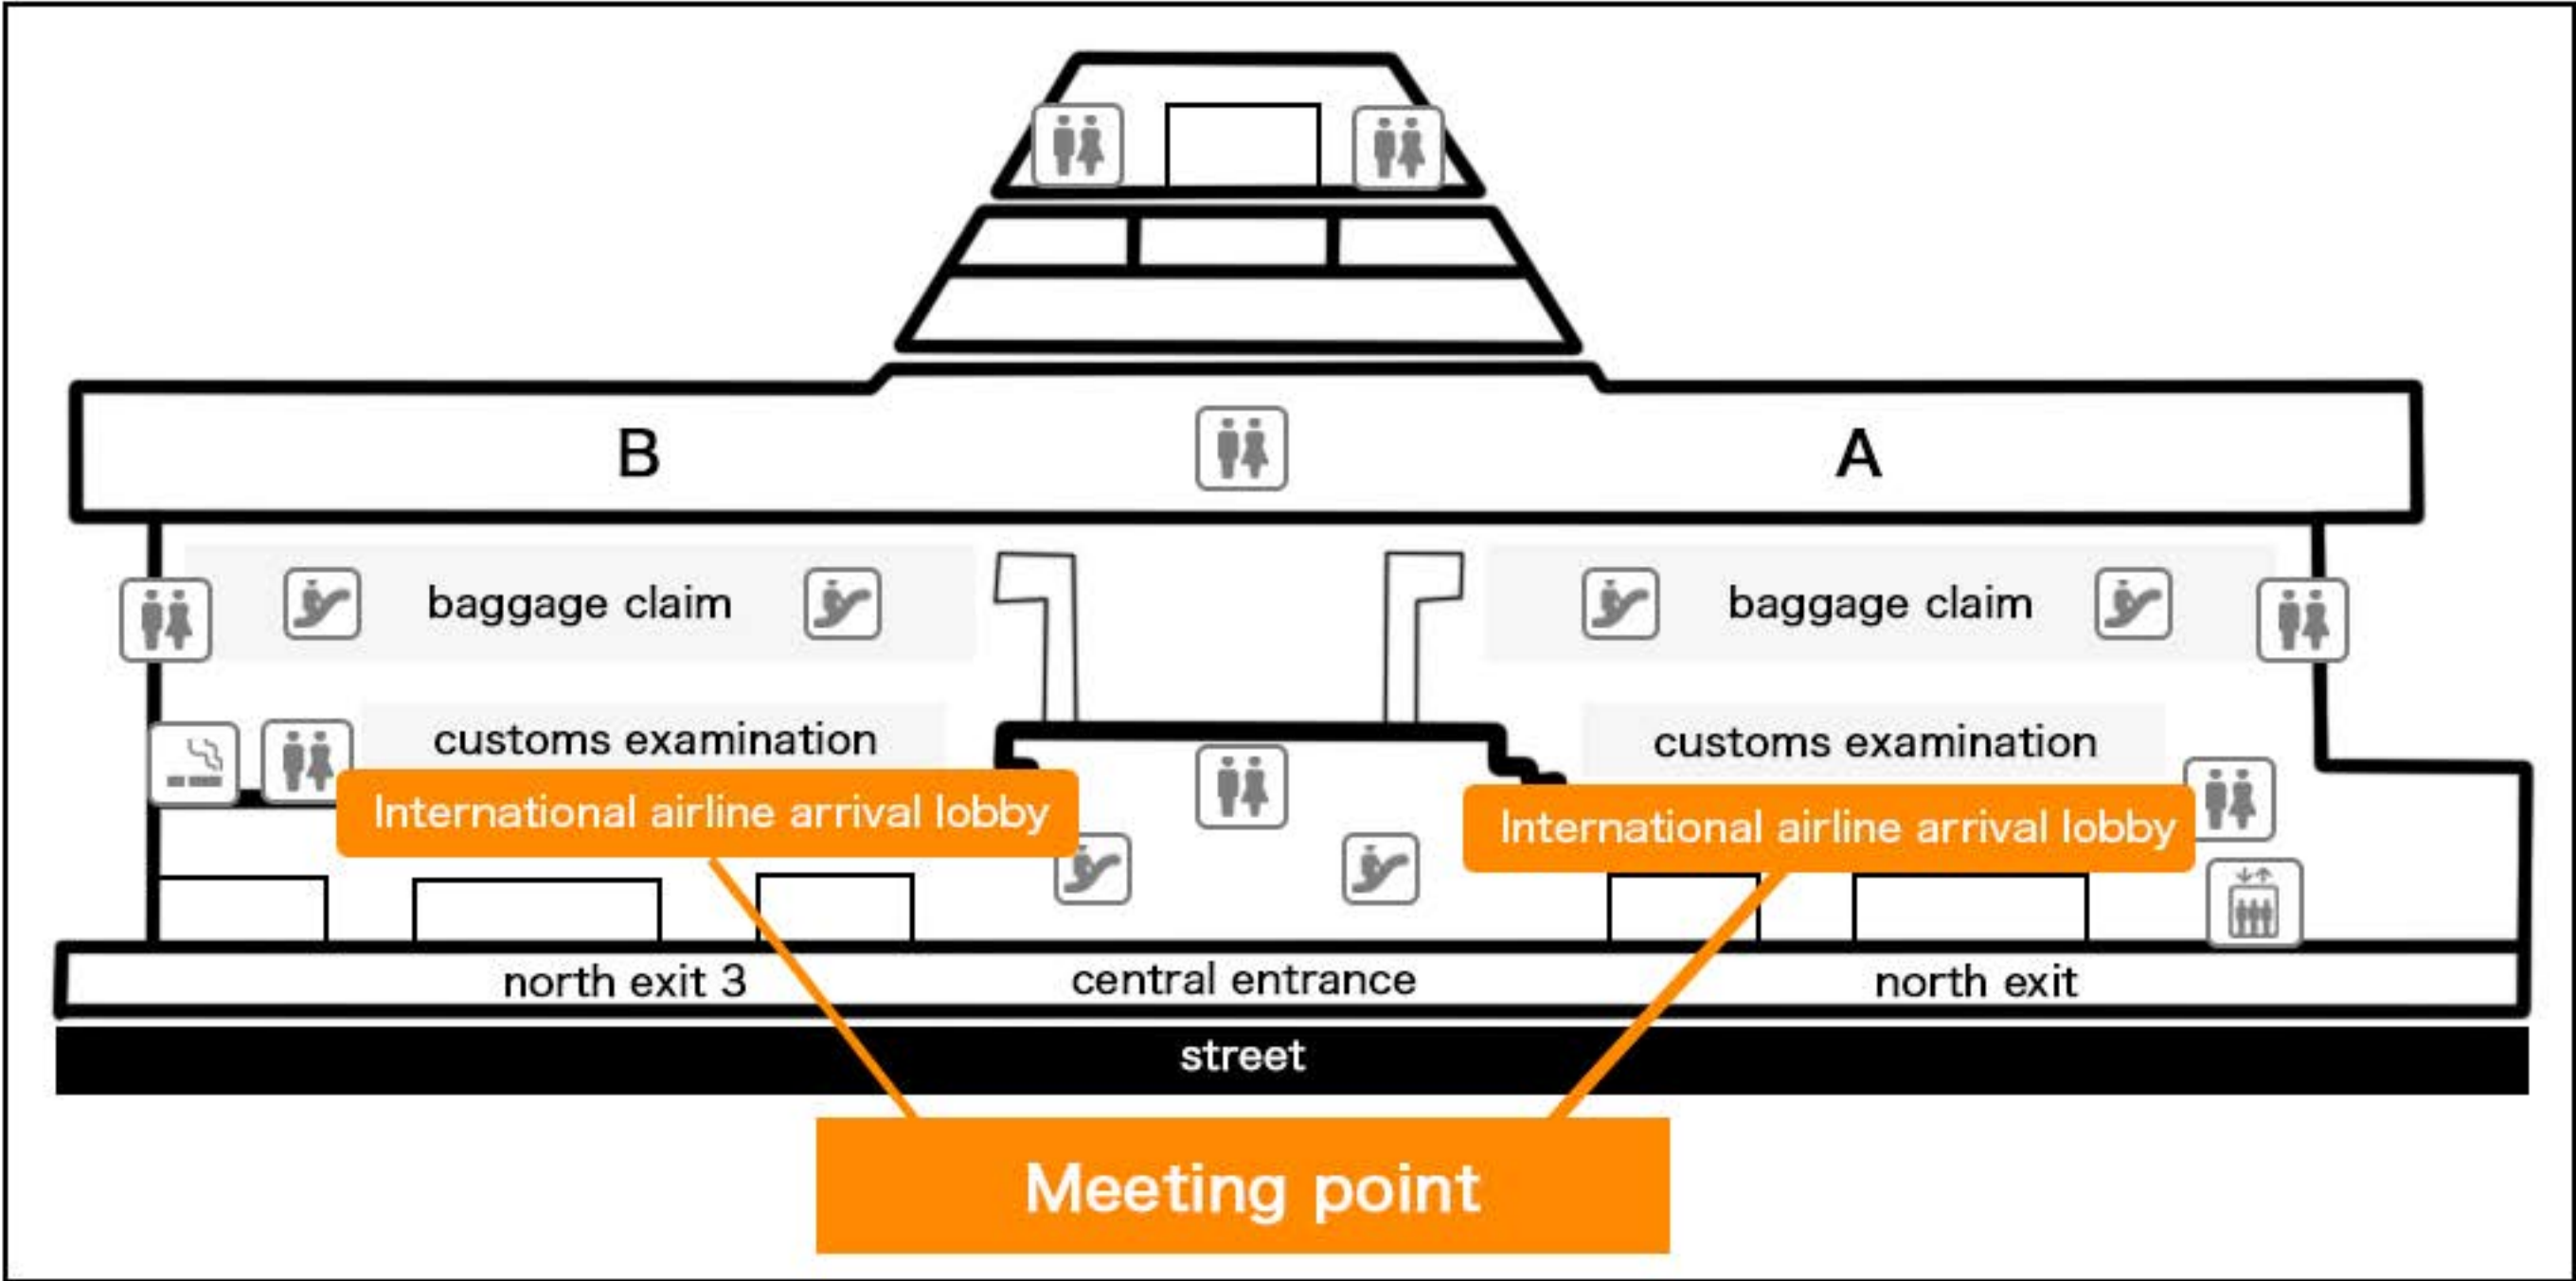 B
A
baggage claim
baggage claim
customs examination
customs examination
International airline arrival lobby
International airline arrival lobby
north exit 3
central entrance
north exit
street
Meeting point